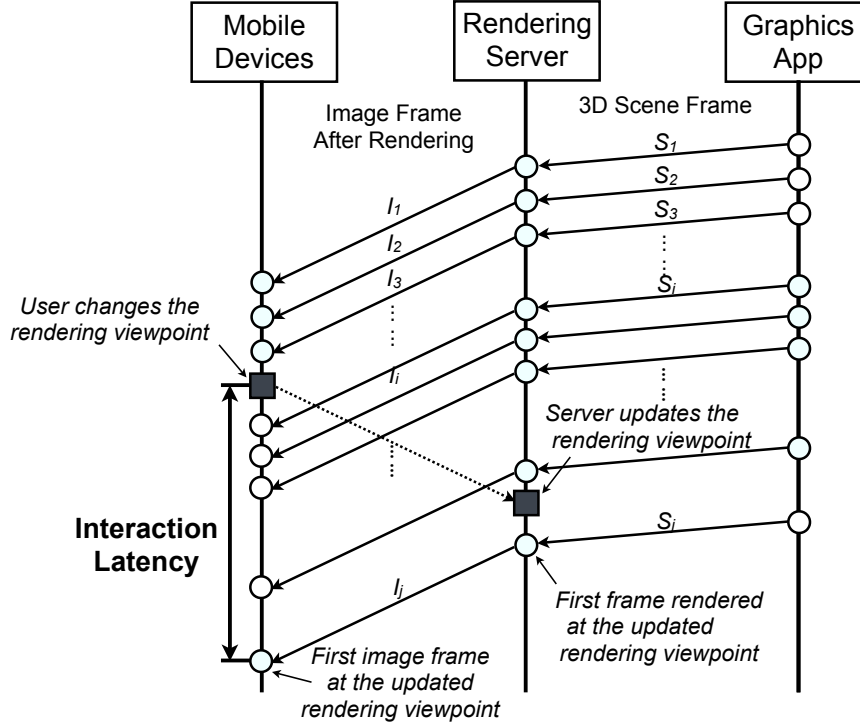 Mobile
Devices
Rendering
Server
Graphics
App
Image Frame
After Rendering
3D Scene Frame
S1
S2
S3
I1
I2
I3
Si
User changes the
rendering viewpoint
Ii
Server updates the
rendering viewpoint
Interaction
Latency
Sj
Ij
First frame rendered
at the updated
rendering viewpoint
First image frame
at the updated
rendering viewpoint